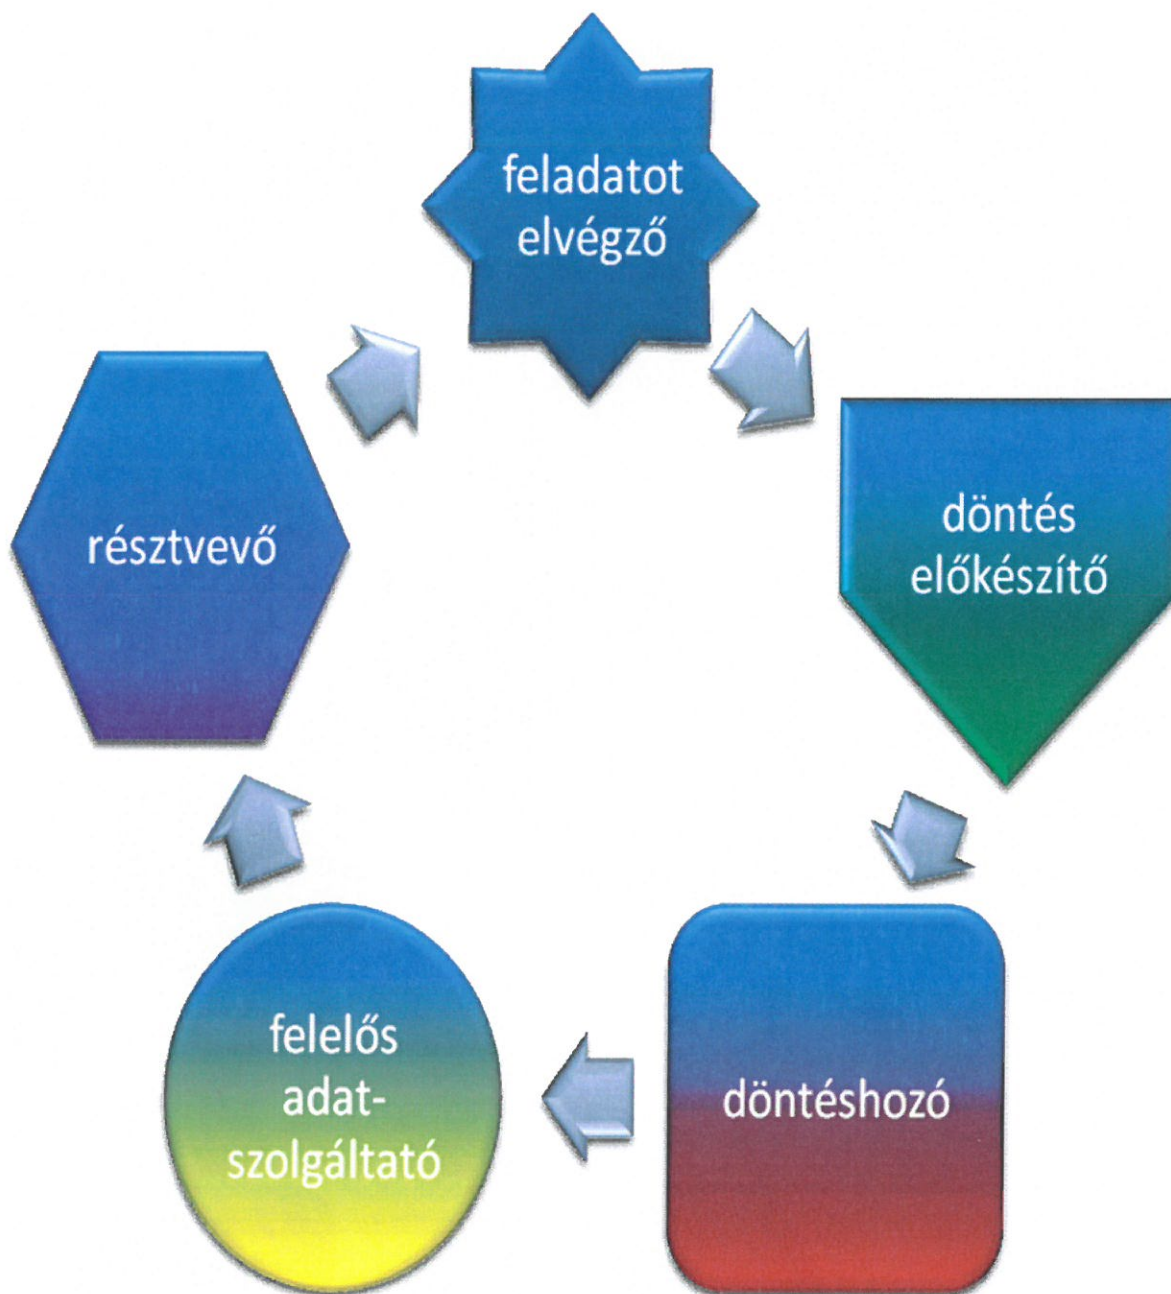 feladatot
elvégző
döntés
előkészítő
döntéshozó
felelős
adat-
szolgáltató
résztvevő